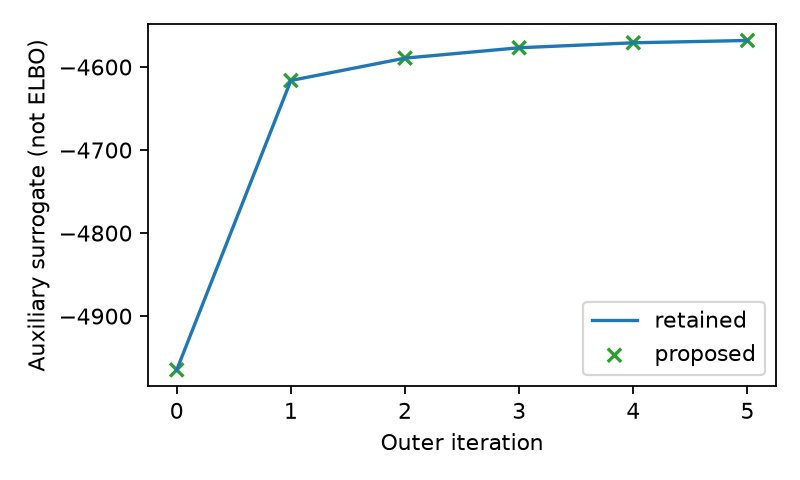 Auxiliary surrogate (not ELBO)
−4600
−4700
−4800
−4900
retained
proposed
0 1 2 3 4 5
Outer iteration